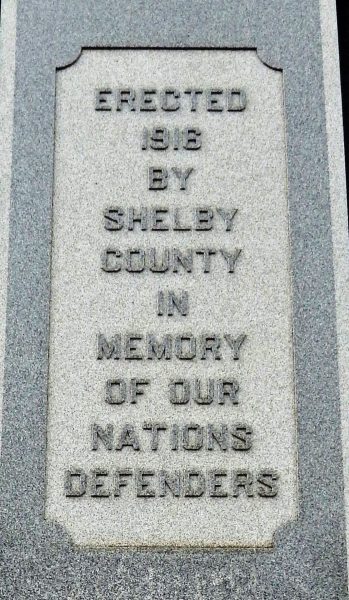 ERECTED
1916
BY
SHELBY
COUNTY
IN
MEMORY
OF OUR
NATIONS
DEFENDERS